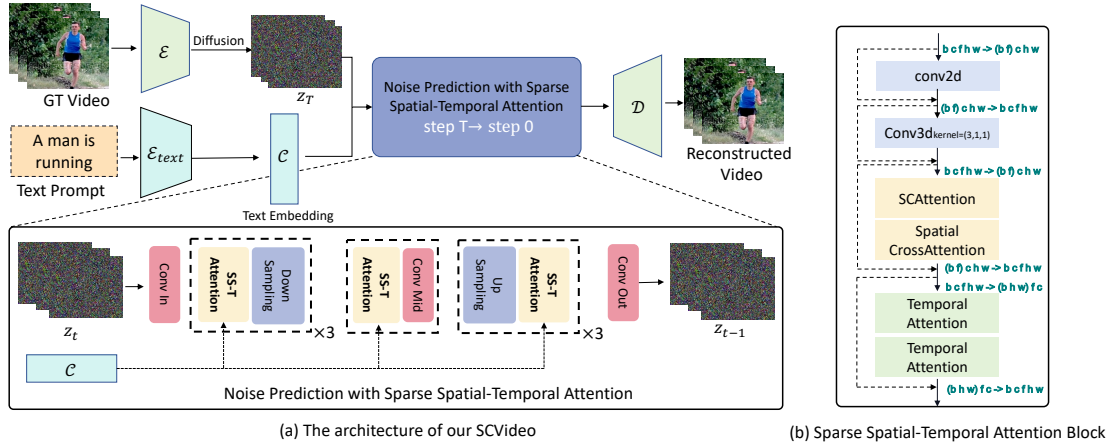 GT Video
ℰ
Diffusion
z_T
A man is
running
Text Prompt
ℰ_text
𝒞
Text Embedding
Noise Prediction with Sparse
Spatial-Temporal Attention
step T→ step 0
𝒟
Reconstructed
Video
z_t
Conv In
SS-T
Attention
Down
Sampling
×3
SS-T
Attention
Conv Mid
Up
Sampling
SS-T
Attention
×3
Conv Out
z_{t−1}
𝒞
Noise Prediction with Sparse Spatial-Temporal Attention
(a) The architecture of our SCVideo
b c f h w -> (b f) c h w
conv2d
(b f) c h w -> b c f h w
Conv3d kernel=(3,1,1)
b c f h w -> (b f) c h w
SCAttention
Spatial
CrossAttention
(b f) c h w -> b c f h w
b c f h w -> (b h w) f c
Temporal
Attention
Temporal
Attention
(b h w) f c -> b c f h w
(b) Sparse Spatial-Temporal Attention Block